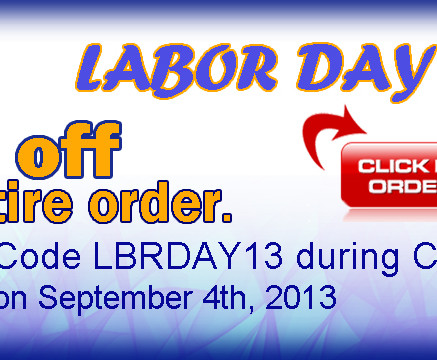 LABOR DAY
off
tire order.
CLICK
ORDE
Code LBRDAY13 during C
on September 4th, 2013